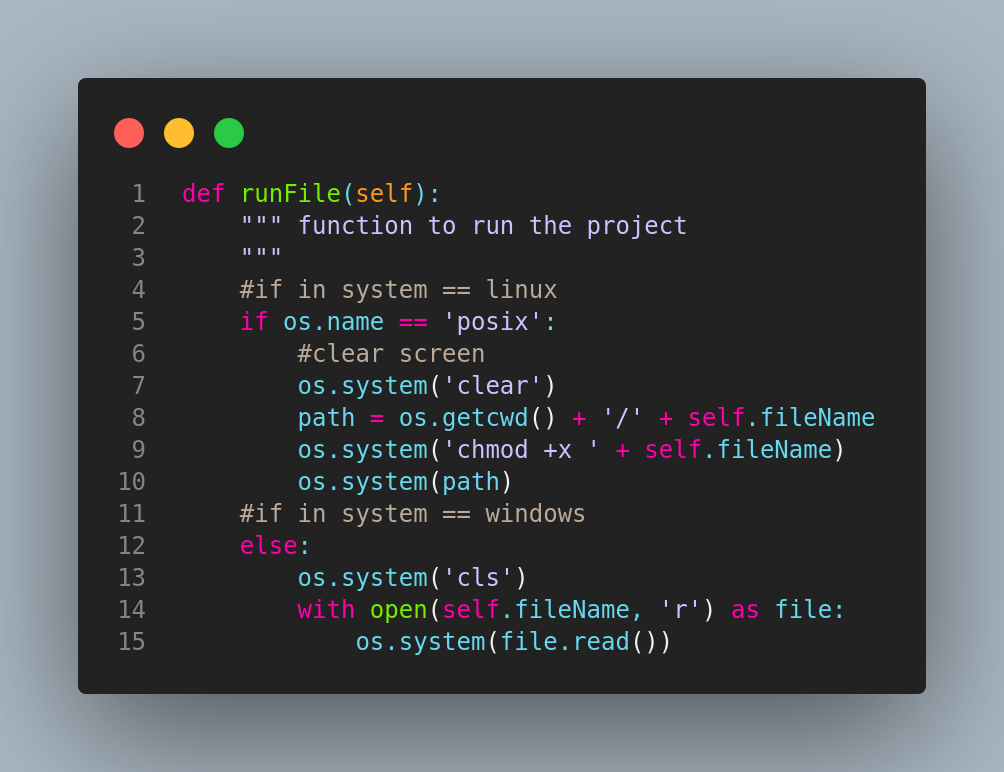 1 def runFile(self):
2     """ function to run the project
3     """
4     #if in system == linux
5     if os.name == 'posix':
6         #clear screen
7         os.system('clear')
8         path = os.getcwd() + '/' + self.fileName
9         os.system('chmod +x ' + self.fileName)
10         os.system(path)
11     #if in system == windows
12     else:
13         os.system('cls')
14         with open(self.fileName, 'r') as file:
15             os.system(file.read())